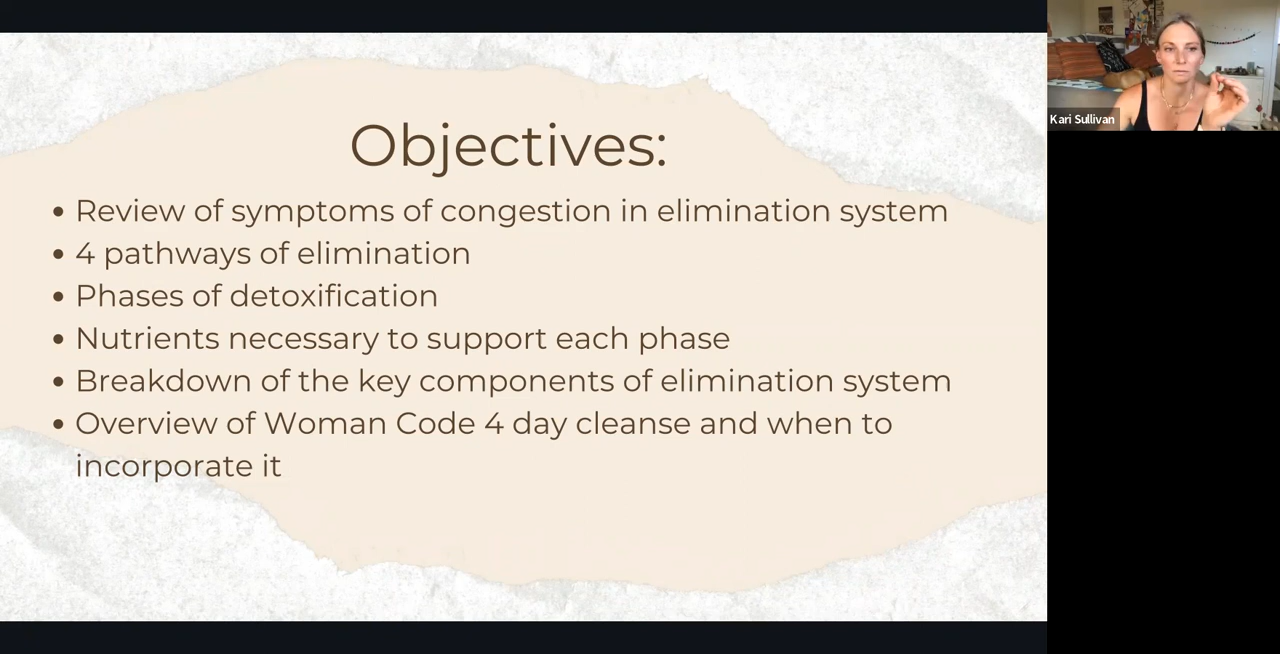 Objectives:
• Review of symptoms of congestion in elimination system
• 4 pathways of elimination
• Phases of detoxification
• Nutrients necessary to support each phase
• Breakdown of the key components of elimination system
• Overview of Woman Code 4 day cleanse and when to
incorporate it
Kari Sullivan